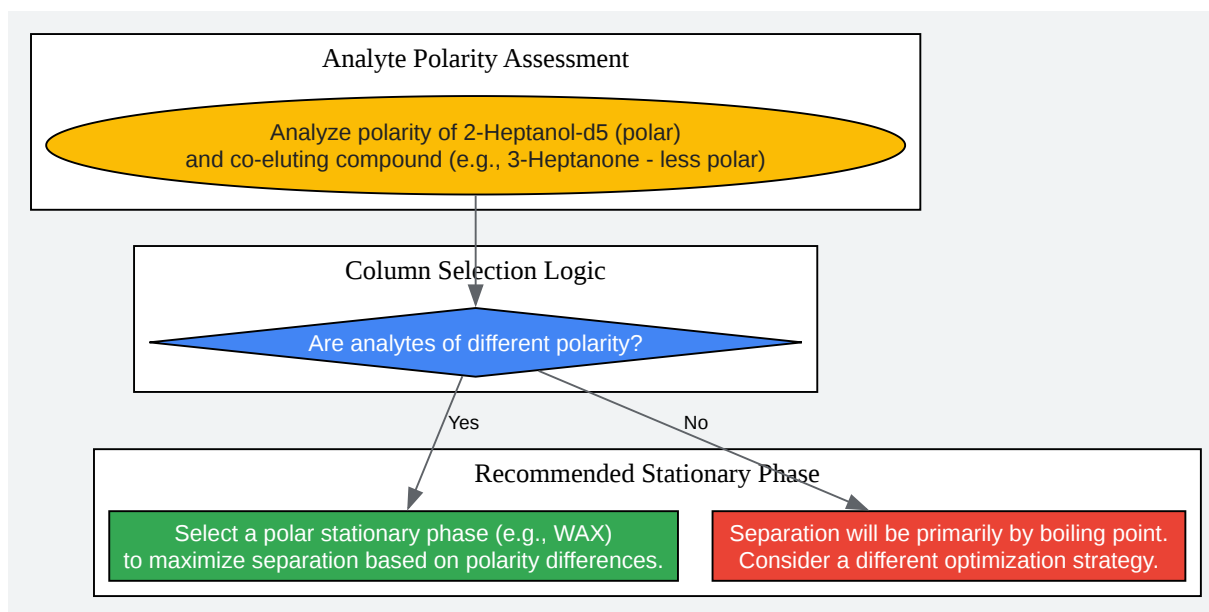 Analyte Polarity Assessment
Analyze polarity of 2-Heptanol-d5 (polar)
and co-eluting compound (e.g., 3-Heptanone - less polar)
Column Selection Logic
Are analytes of different polarity?
Yes
No
Recommended Stationary Phase
Select a polar stationary phase (e.g., WAX)
to maximize separation based on polarity differences.
Separation will be primarily by boiling point.
Consider a different optimization strategy.